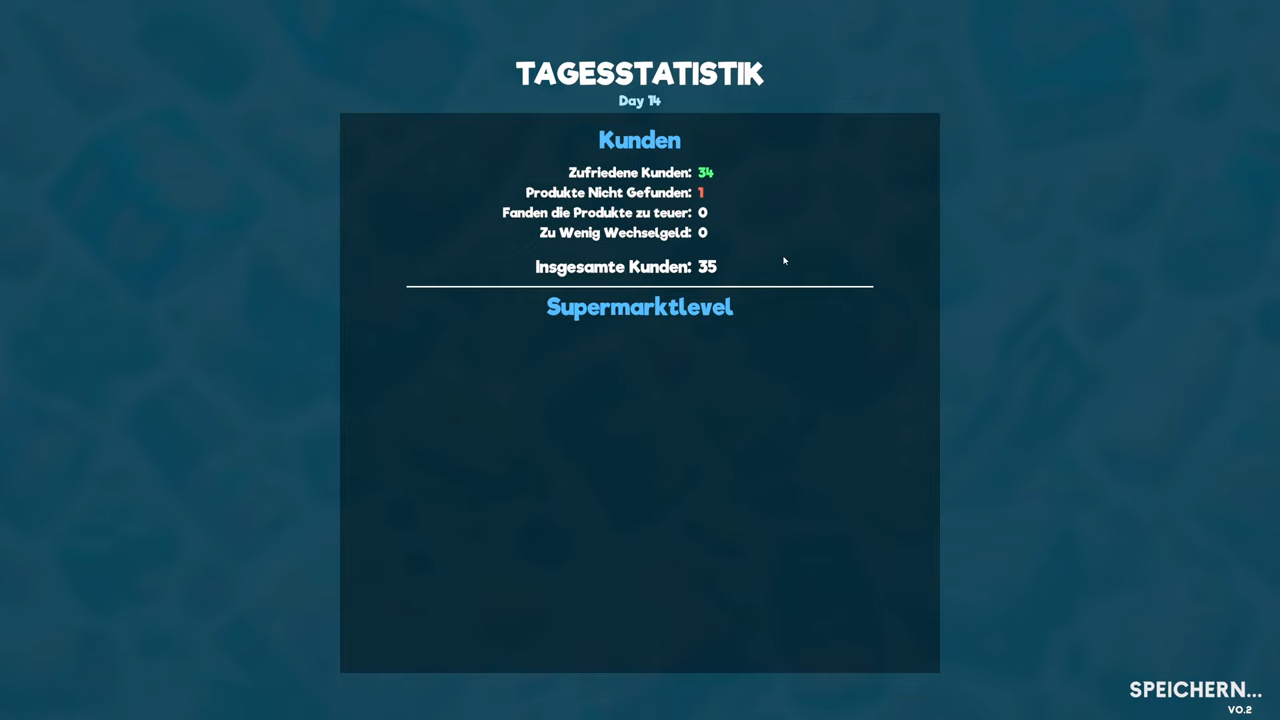 TAGESSTATISTIK
Day 14
Kunden
Zufriedene Kunden: 34
Produkte Nicht Gefunden: 1
Fanden die Produkte zu teuer: 0
Zu Wenig Wechselgeld: 0
Insgesamte Kunden: 35
Supermarktlevel
SPEICHERN...
V0.2